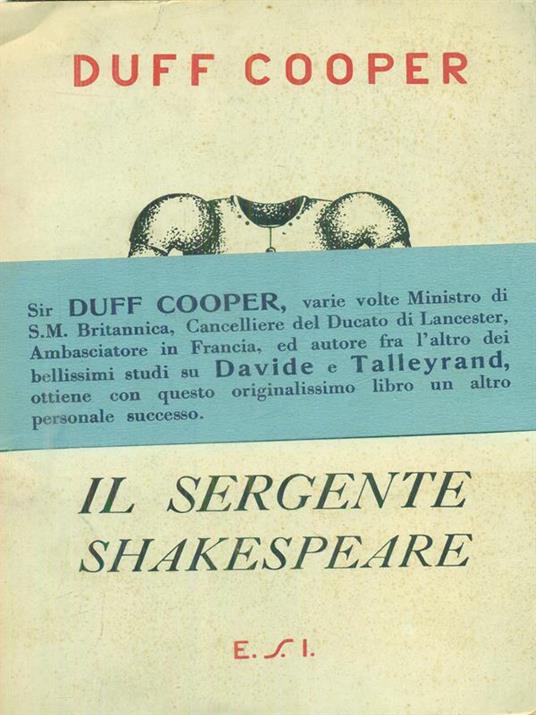 DUFF COOPER
Sir DUFF COOPER, varie volte Ministro di
S.M. Britannica, Cancelliere del Ducato di Lancester,
Ambasciatore in Francia, ed autore fra l'altro dei
bellissimi studi su Davide e Talleyrand,
ottiene con questo originalissimo libro un altro
personale successo.
IL SERGENTE
SHAKESPEARE
E.S.I.